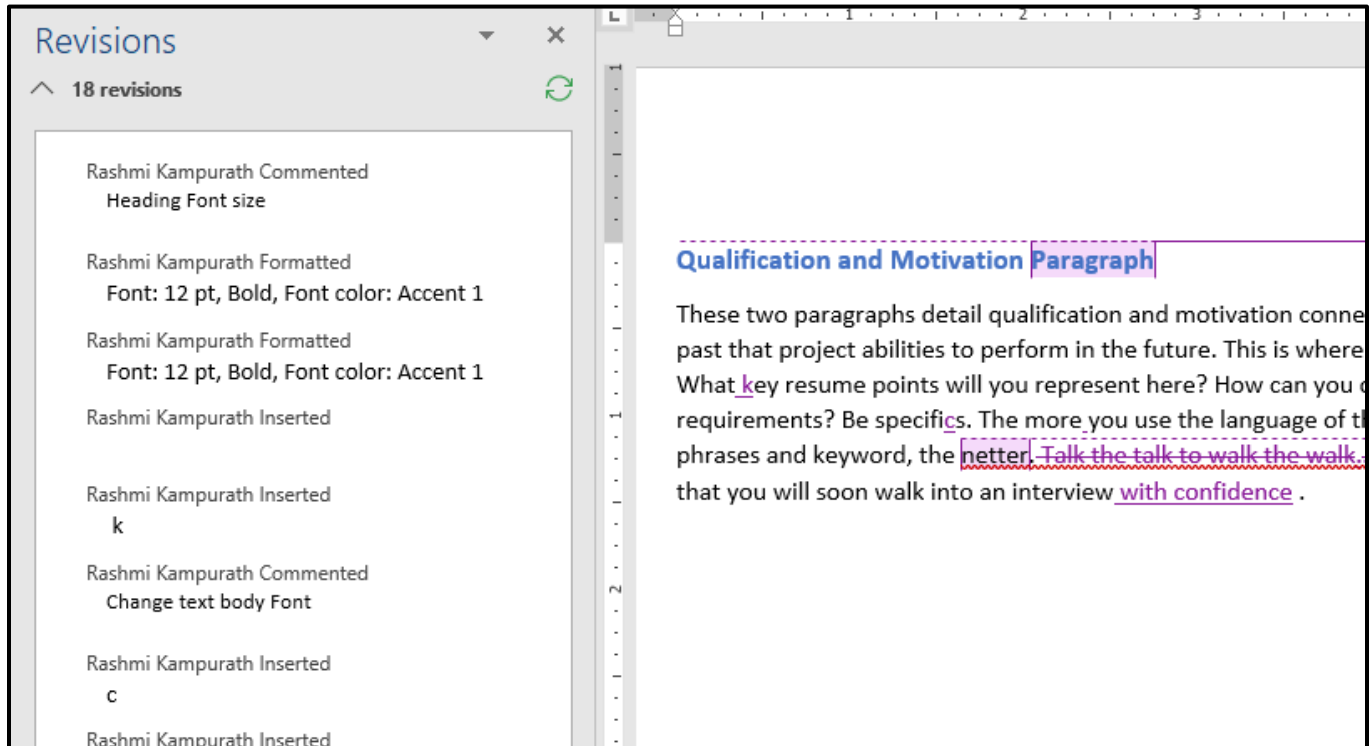 Revisions
18 revisions
Rashmi Kampurath Commented
Heading Font size
Rashmi Kampurath Formatted
Font: 12 pt, Bold, Font color: Accent 1
Rashmi Kampurath Formatted
Font: 12 pt, Bold, Font color: Accent 1
Rashmi Kampurath Inserted
Rashmi Kampurath Inserted
k
Rashmi Kampurath Commented
Change text body Font
Rashmi Kampurath Inserted
c
Rashmi Kampurath Inserted
L
1 2 3
1
1
2
Qualification and Motivation Paragraph
These two paragraphs detail qualification and motivation conne
past that project abilities to perform in the future. This is where
What key resume points will you represent here? How can you
requirements? Be specifics. The more you use the language of
phrases and keyword, the netter. Talk the talk to walk the walk.
that you will soon walk into an interview with confidence .